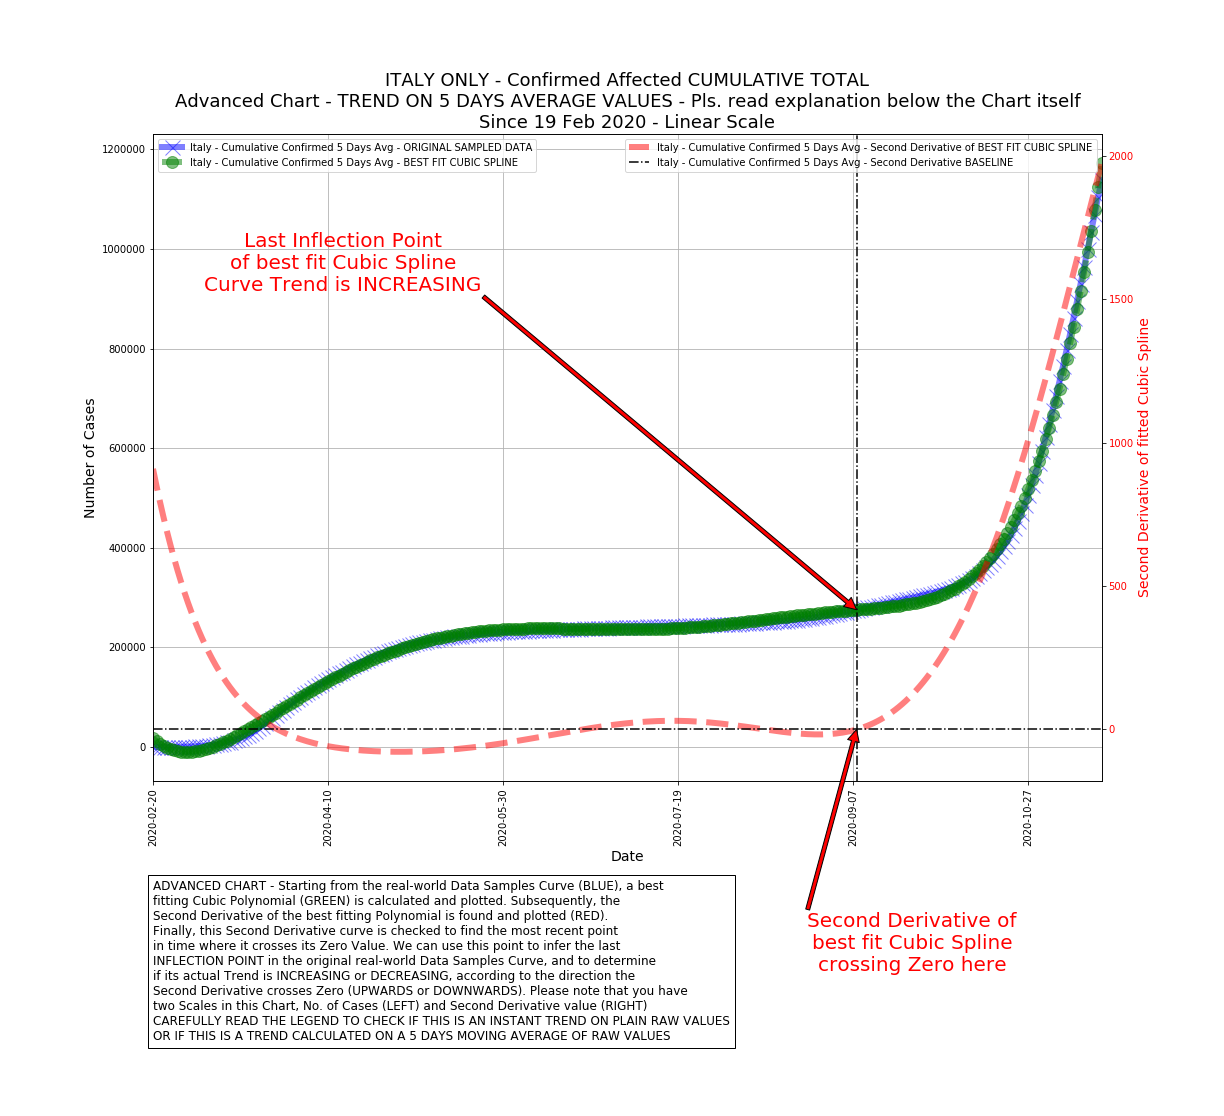 ITALY ONLY - Confirmed Affected CUMULATIVE TOTAL
Advanced Chart - TREND ON 5 DAYS AVERAGE VALUES - Pls. read explanation below the Chart itself
Since 19 Feb 2020 - Linear Scale
Italy - Cumulative Confirmed 5 Days Avg - ORIGINAL SAMPLED DATA
Italy - Cumulative Confirmed 5 Days Avg - BEST FIT CUBIC SPLINE
Italy - Cumulative Confirmed 5 Days Avg - Second Derivative of BEST FIT CUBIC SPLINE
Italy - Cumulative Confirmed 5 Days Avg - Second Derivative BASELINE
Last Inflection Point
of best fit Cubic Spline
Curve Trend is INCREASING
Number of Cases
1200000
1000000
800000
600000
400000
200000
0
2000
1500
1000
500
0
Second Derivative of fitted Cubic Spline
2020-02-20
2020-04-10
2020-05-30
2020-07-19
2020-09-07
2020-10-27
Date
Second Derivative of
best fit Cubic Spline
crossing Zero here
ADVANCED CHART - Starting from the real-world Data Samples Curve (BLUE), a best
fitting Cubic Polynomial (GREEN) is calculated and plotted. Subsequently, the
Second Derivative of the best fitting Polynomial is found and plotted (RED).
Finally, this Second Derivative curve is checked to find the most recent point
in time where it crosses its Zero Value. We can use this point to infer the last
INFLECTION POINT in the original real-world Data Samples Curve, and to determine
if its actual Trend is INCREASING or DECREASING, according to the direction the
Second Derivative crosses Zero (UPWARDS or DOWNWARDS). Please note that you have
two Scales in this Chart, No. of Cases (LEFT) and Second Derivative value (RIGHT)
CAREFULLY READ THE LEGEND TO CHECK IF THIS IS AN INSTANT TREND ON PLAIN RAW VALUES
OR IF THIS IS A TREND CALCULATED ON A 5 DAYS MOVING AVERAGE OF RAW VALUES